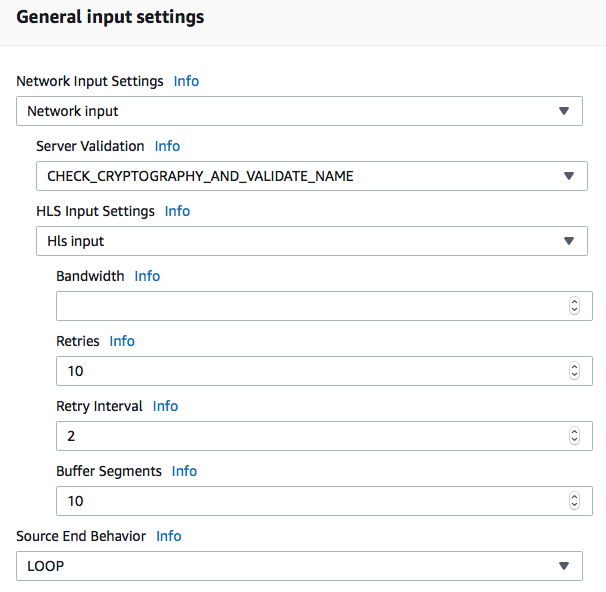 General input settings
Network Input Settings Info
Network input
Server Validation Info
CHECK_CRYPTOGRAPHY_AND_VALIDATE_NAME
HLS Input Settings Info
Hls input
Bandwidth Info
Retries Info
10
Retry Interval Info
2
Buffer Segments Info
10
Source End Behavior Info
LOOP